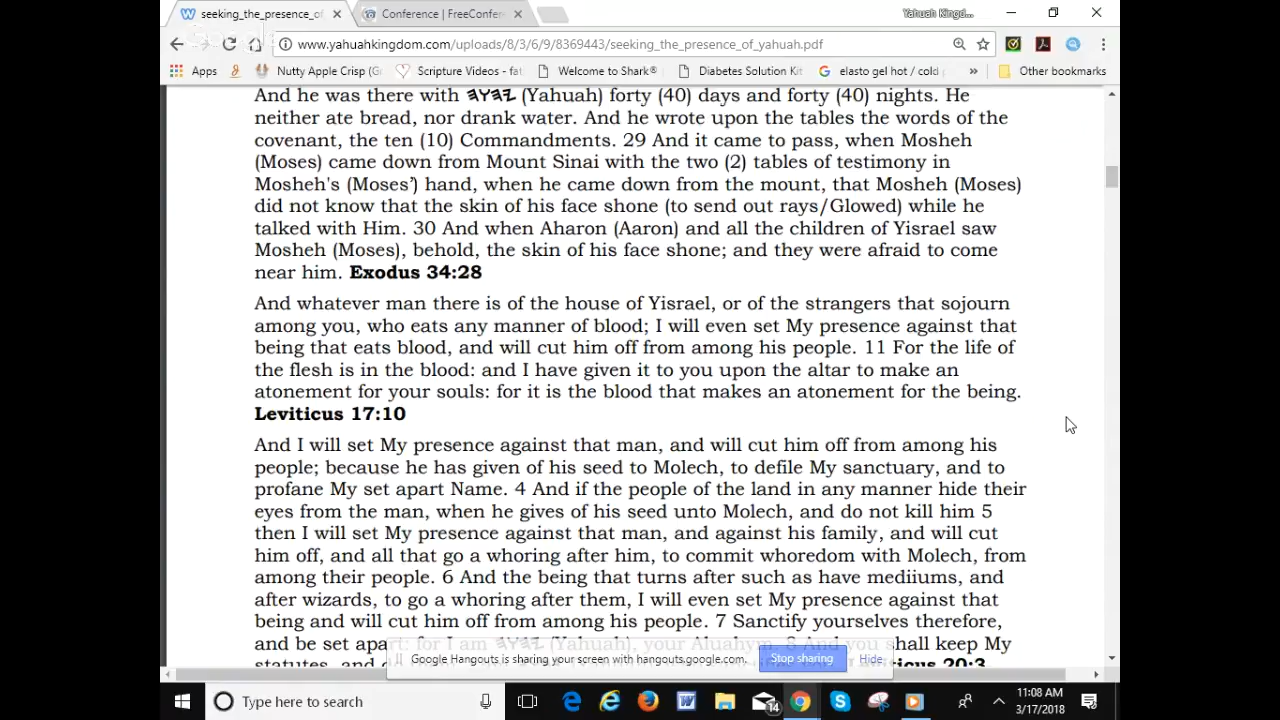 seeking_the_presence_of
Conference | FreeConfer
Yahuah Kingd...
www.yahuahkingdom.com/uploads/8/3/6/9/8369443/seeking_the_presence_of_yahuah.pdf
Apps
Nutty Apple Crisp (G
Scripture Videos - fat
Welcome to Shark®
Diabetes Solution Kit
elasto gel hot / cold
»
Other bookmarks
And he was there with 𐤉𐤄𐤅𐤄 (Yahuah) forty (40) days and forty (40) nights. He
neither ate bread, nor drank water. And he wrote upon the tables the words of the
covenant, the ten (10) Commandments. 29 And it came to pass, when Mosheh
(Moses) came down from Mount Sinai with the two (2) tables of testimony in
Mosheh's (Moses’) hand, when he came down from the mount, that Mosheh (Moses)
did not know that the skin of his face shone (to send out rays/Glowed) while he
talked with Him. 30 And when Aharon (Aaron) and all the children of Yisrael saw
Mosheh (Moses), behold, the skin of his face shone; and they were afraid to come
near him. Exodus 34:28
And whatever man there is of the house of Yisrael, or of the strangers that sojourn
among you, who eats any manner of blood; I will even set My presence against that
being that eats blood, and will cut him off from among his people. 11 For the life of
the flesh is in the blood: and I have given it to you upon the altar to make an
atonement for your souls: for it is the blood that makes an atonement for the being.
Leviticus 17:10
And I will set My presence against that man, and will cut him off from among his
people; because he has given of his seed to Molech, to defile My sanctuary, and to
profane My set apart Name. 4 And if the people of the land in any manner hide their
eyes from the man, when he gives of his seed unto Molech, and do not kill him 5
then I will set My presence against that man, and against his family, and will cut
him off, and all that go a whoring after him, to commit whoredom with Molech, from
among their people. 6 And the being that turns after such as have mediiums, and
after wizards, to go a whoring after them, I will even set My presence against that
being and will cut him off from among his people. 7 Sanctify yourselves therefore,
and be set apart: for I am 𐤉𐤄𐤅𐤄 (Yahuah), your Aluahym. 8 And you shall keep My
statutes, and
Google Hangouts is sharing your screen with hangouts.google.com.
Stop sharing
Hide
Type here to search
14
11:08 AM
3/17/2018